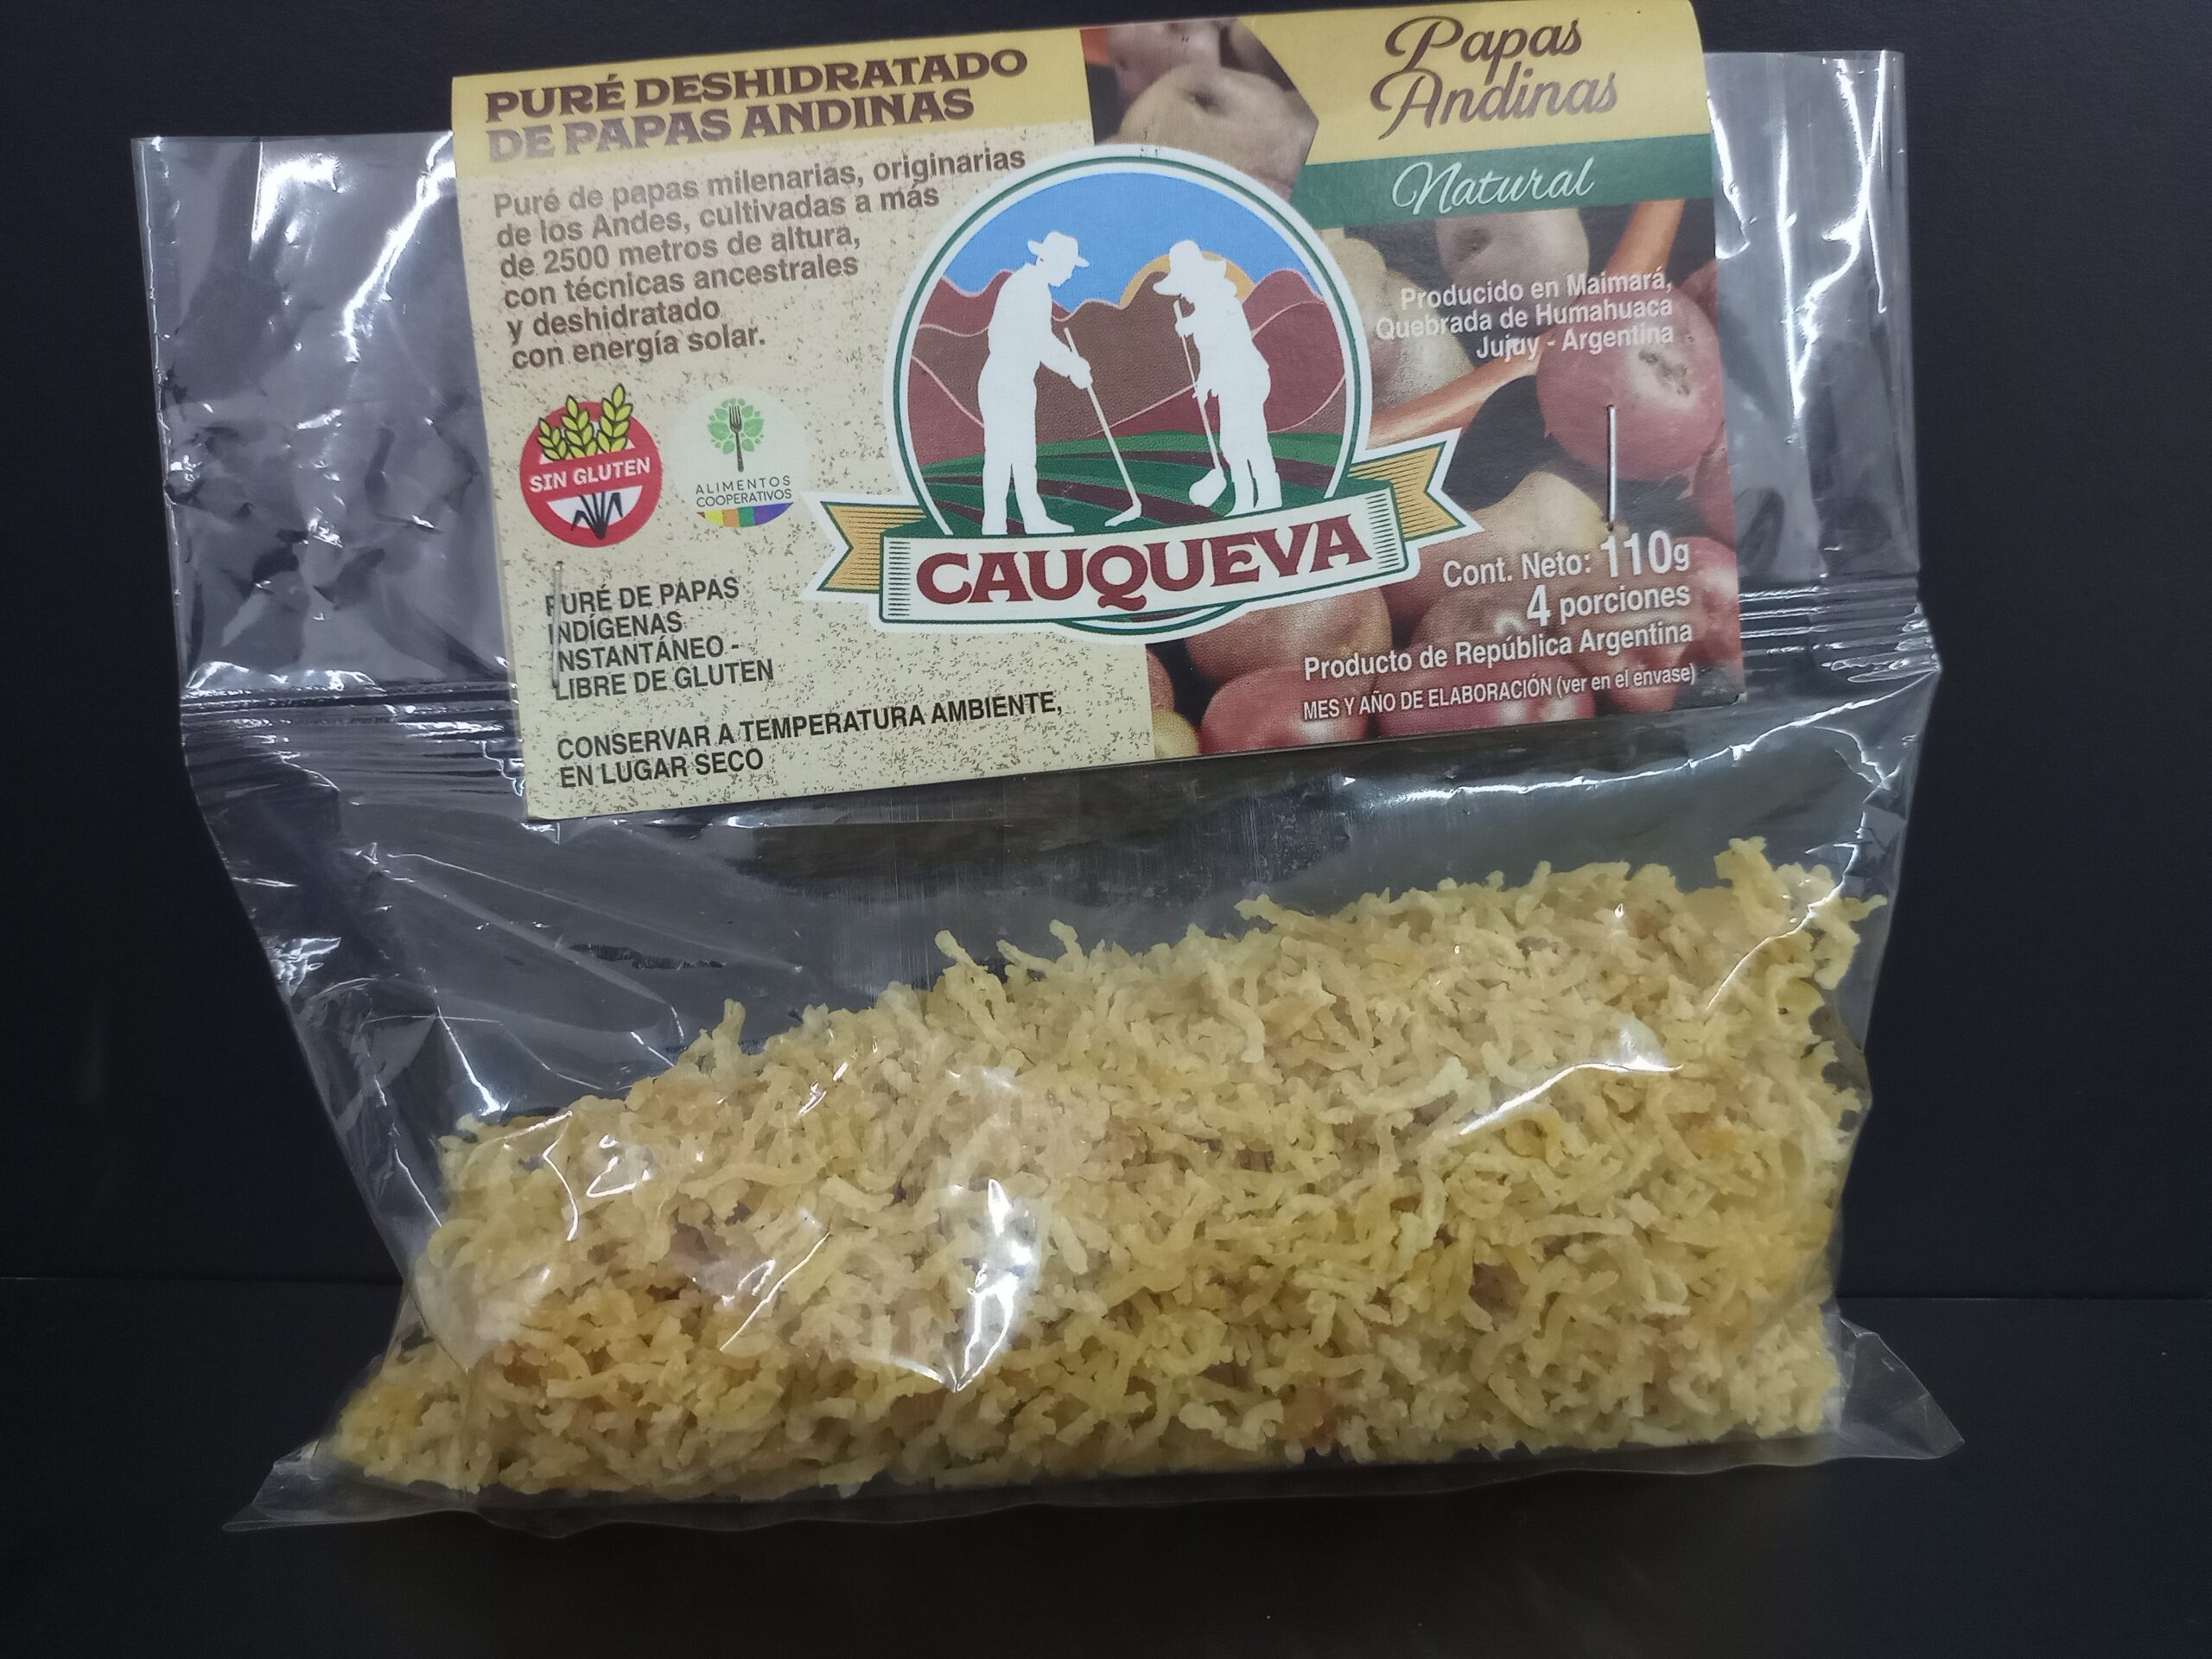 PURÉ DESHIDRATADO
DE PAPAS ANDINAS
Puré de papas milenarias, originarias
de los Andes, cultivadas a más
de 2500 metros de altura,
con técnicas ancestrales
y deshidratado
con energía solar.
SIN GLUTEN
ALIMENTOS
COOPERATIVOS
PURÉ DE PAPAS
INDÍGENAS
INSTANTÁNEO -
LIBRE DE GLUTEN
CONSERVAR A TEMPERATURA AMBIENTE,
EN LUGAR SECO
CAUQUEVA
Papas
Andinas
Natural
Producido en Maimará,
Quebrada de Humahuaca
Jujuy - Argentina
Cont. Neto: 110g
4 porciones
Producto de República Argentina
MES Y AÑO DE ELABORACIÓN (ver en el envase)